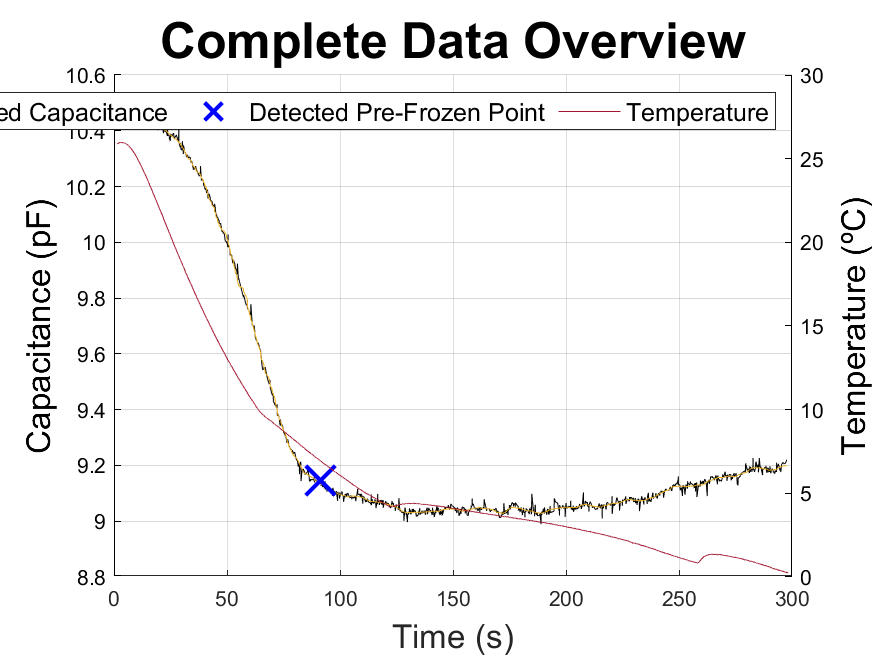 Complete Data Overview
ed Capacitance Detected Pre-Frozen Point Temperature
Capacitance (pF)
10.6
10.4
10.2
10
9.8
9.6
9.4
9.2
9
8.8
30
25
20
15
10
5
0
Temperature (ºC)
0 50 100 150 200 250 300
Time (s)